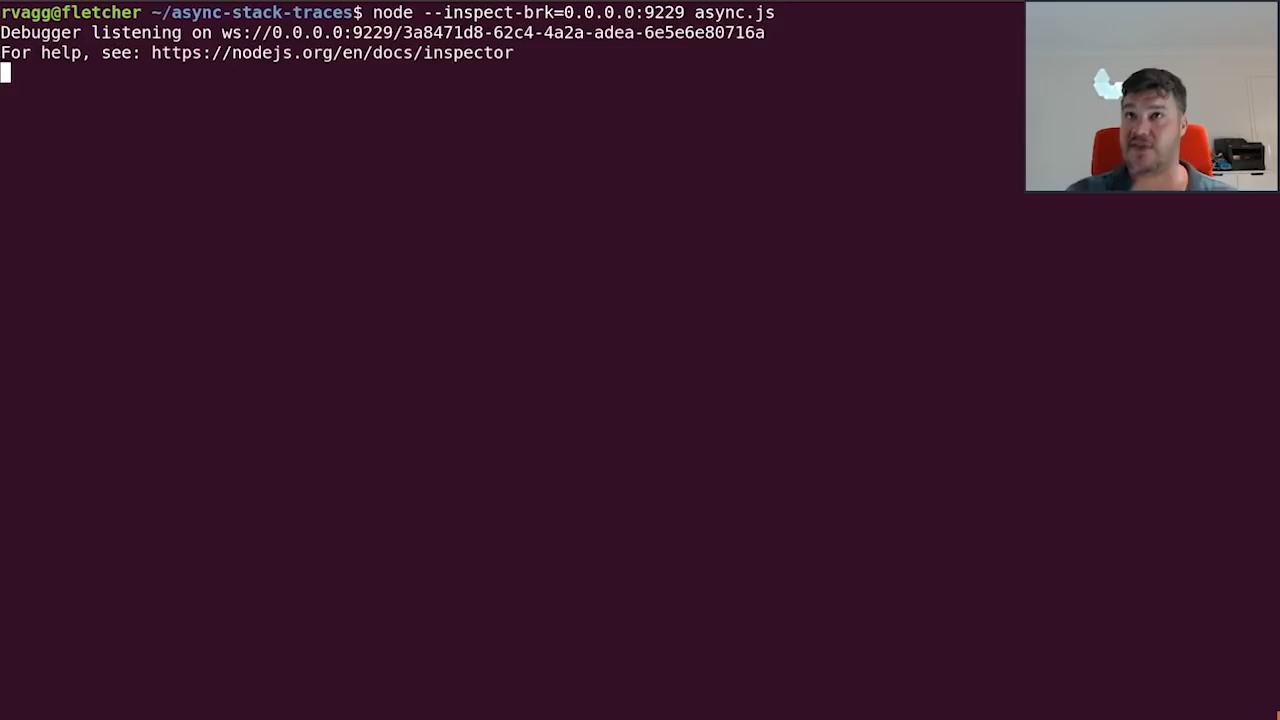 rvagg@fletcher ~/async-stack-traces$ node --inspect-brk=0.0.0.0:9229 async.js
Debugger listening on ws://0.0.0.0:9229/3a8471d8-62c4-4a2a-adea-6e5e6e80716a
For help, see: https://nodejs.org/en/docs/inspector